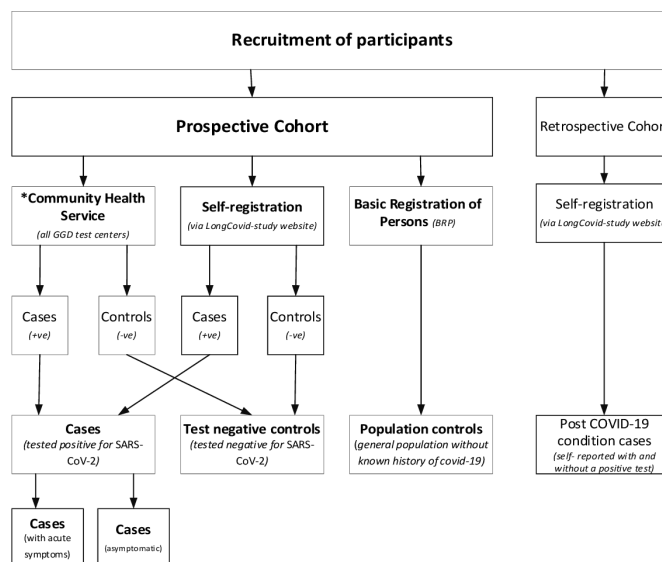 Recruitment of participants
Prospective Cohort
Retrospective Cohor
*Community Health
Service
(all GGD test centers)
Self-registration
(via LongCovid-study website)
Basic Registration of
Persons (BRP)
Self-registration
(via LongCovid-study website
Cases
(+ve)
Controls
(-ve)
Cases
(+ve)
Controls
(-ve)
Cases
(tested positive for SARS-
CoV-2)
Test negative controls
(tested negative for SARS-
CoV-2)
Population controls
(general population without
known history of covid-19)
Post COVID-19
condition cases
(self- reported with and
without a positive test)
Cases
(with acute
symptoms)
Cases
(asymptomatic)